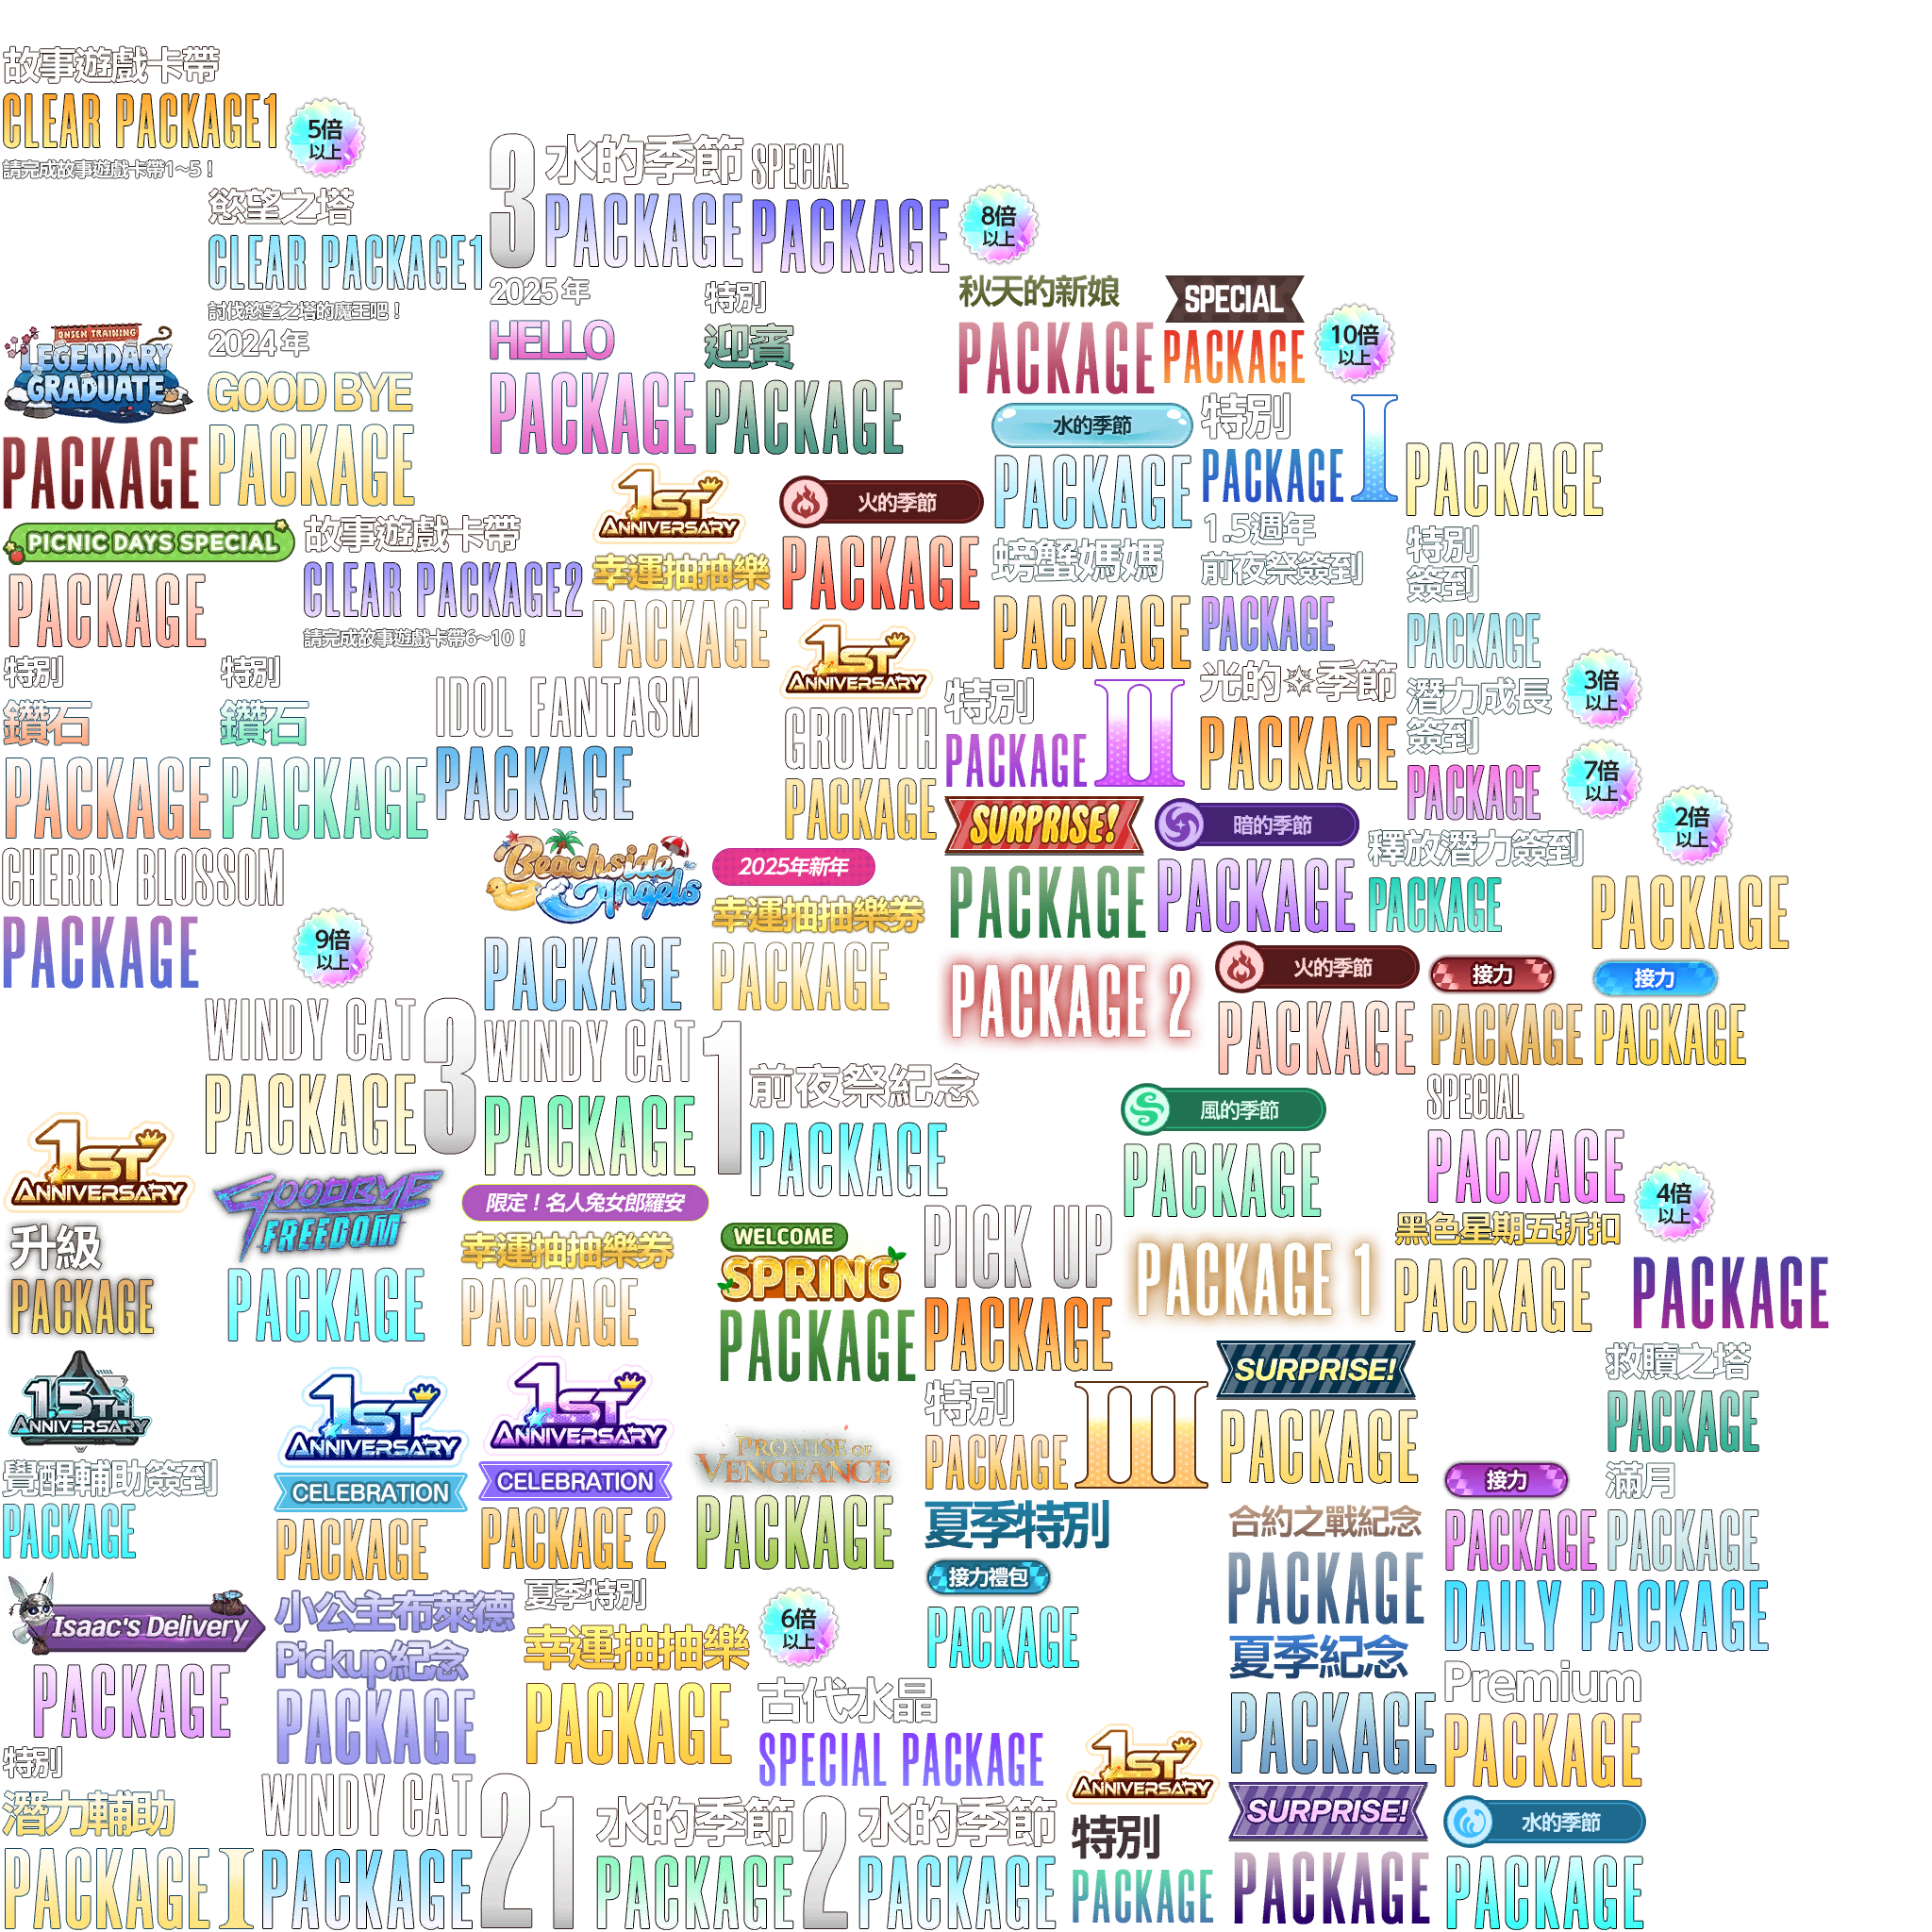 故事遊戲卡帶
CLEAR PACKAGE1
請完成故事遊戲卡帶1~5！
5倍
以上
慾望之塔
CLEAR PACKAGE1
討伐慾望之塔的魔王吧！
3
水的季節
PACKAGE
SPECIAL
PACKAGE
8倍
以上
ONSEN TRAINING
LEGENDARY
GRADUATE
PACKAGE
2024年
GOOD BYE
PACKAGE
2025年
HELLO
PACKAGE
特別
迎賓
PACKAGE
秋天的新娘
PACKAGE
SPECIAL
PACKAGE
10倍
以上
水的季節
PACKAGE
特別
PACKAGE
I
PACKAGE
PICNIC DAYS SPECIAL
PACKAGE
故事遊戲卡帶
CLEAR PACKAGE2
請完成故事遊戲卡帶6~10！
1ST
ANNIVERSARY
幸運抽抽樂
PACKAGE
火的季節
PACKAGE
螃蟹媽媽
PACKAGE
1.5週年
前夜祭簽到
PACKAGE
特別
簽到
PACKAGE
特別
鑽石
PACKAGE
特別
鑽石
PACKAGE
IDOL FANTASM
PACKAGE
1ST
ANNIVERSARY
GROWTH
PACKAGE
特別
PACKAGE
II
光的季節
PACKAGE
潛力成長
簽到
PACKAGE
3倍
以上
7倍
以上
2倍
以上
CHERRY BLOSSOM
PACKAGE
9倍
以上
Beachside
Angels
PACKAGE
2025年新年
幸運抽抽樂券
PACKAGE
SURPRISE!
PACKAGE
暗的季節
PACKAGE
釋放潛力簽到
PACKAGE
PACKAGE
WINDY CAT
PACKAGE
3
WINDY CAT
PACKAGE
1
前夜祭紀念
PACKAGE
PACKAGE 2
火的季節
PACKAGE
接力
PACKAGE
接力
PACKAGE
1ST
ANNIVERSARY
升級
PACKAGE
GOODBYE
FREEDOM
PACKAGE
限定！名人兔女郎羅安
幸運抽抽樂券
PACKAGE
WELCOME
SPRING
PACKAGE
PICK UP
PACKAGE
風的季節
PACKAGE
PACKAGE 1
SPECIAL
PACKAGE
黑色星期五折扣
PACKAGE
4倍
以上
PACKAGE
1.5TH
ANNIVERSARY
覺醒輔助簽到
PACKAGE
1ST
ANNIVERSARY
CELEBRATION
PACKAGE
1ST
ANNIVERSARY
CELEBRATION
PACKAGE 2
PROMISE OF
VENGEANCE
PACKAGE
特別
PACKAGE
III
SURPRISE!
PACKAGE
救贖之塔
PACKAGE
接力
PACKAGE
滿月
PACKAGE
Isaac's Delivery
PACKAGE
小公主布萊德
Pickup紀念
PACKAGE
夏季特別
幸運抽抽樂
PACKAGE
6倍
以上
夏季特別
接力禮包
PACKAGE
合約之戰紀念
PACKAGE
DAILY PACKAGE
古代水晶
SPECIAL PACKAGE
夏季紀念
PACKAGE
Premium
PACKAGE
特別
潛力輔助
PACKAGE I
WINDY CAT
PACKAGE
2
1
水的季節
PACKAGE
2
水的季節
PACKAGE
1ST
ANNIVERSARY
特別
PACKAGE
SURPRISE!
PACKAGE
水的季節
PACKAGE